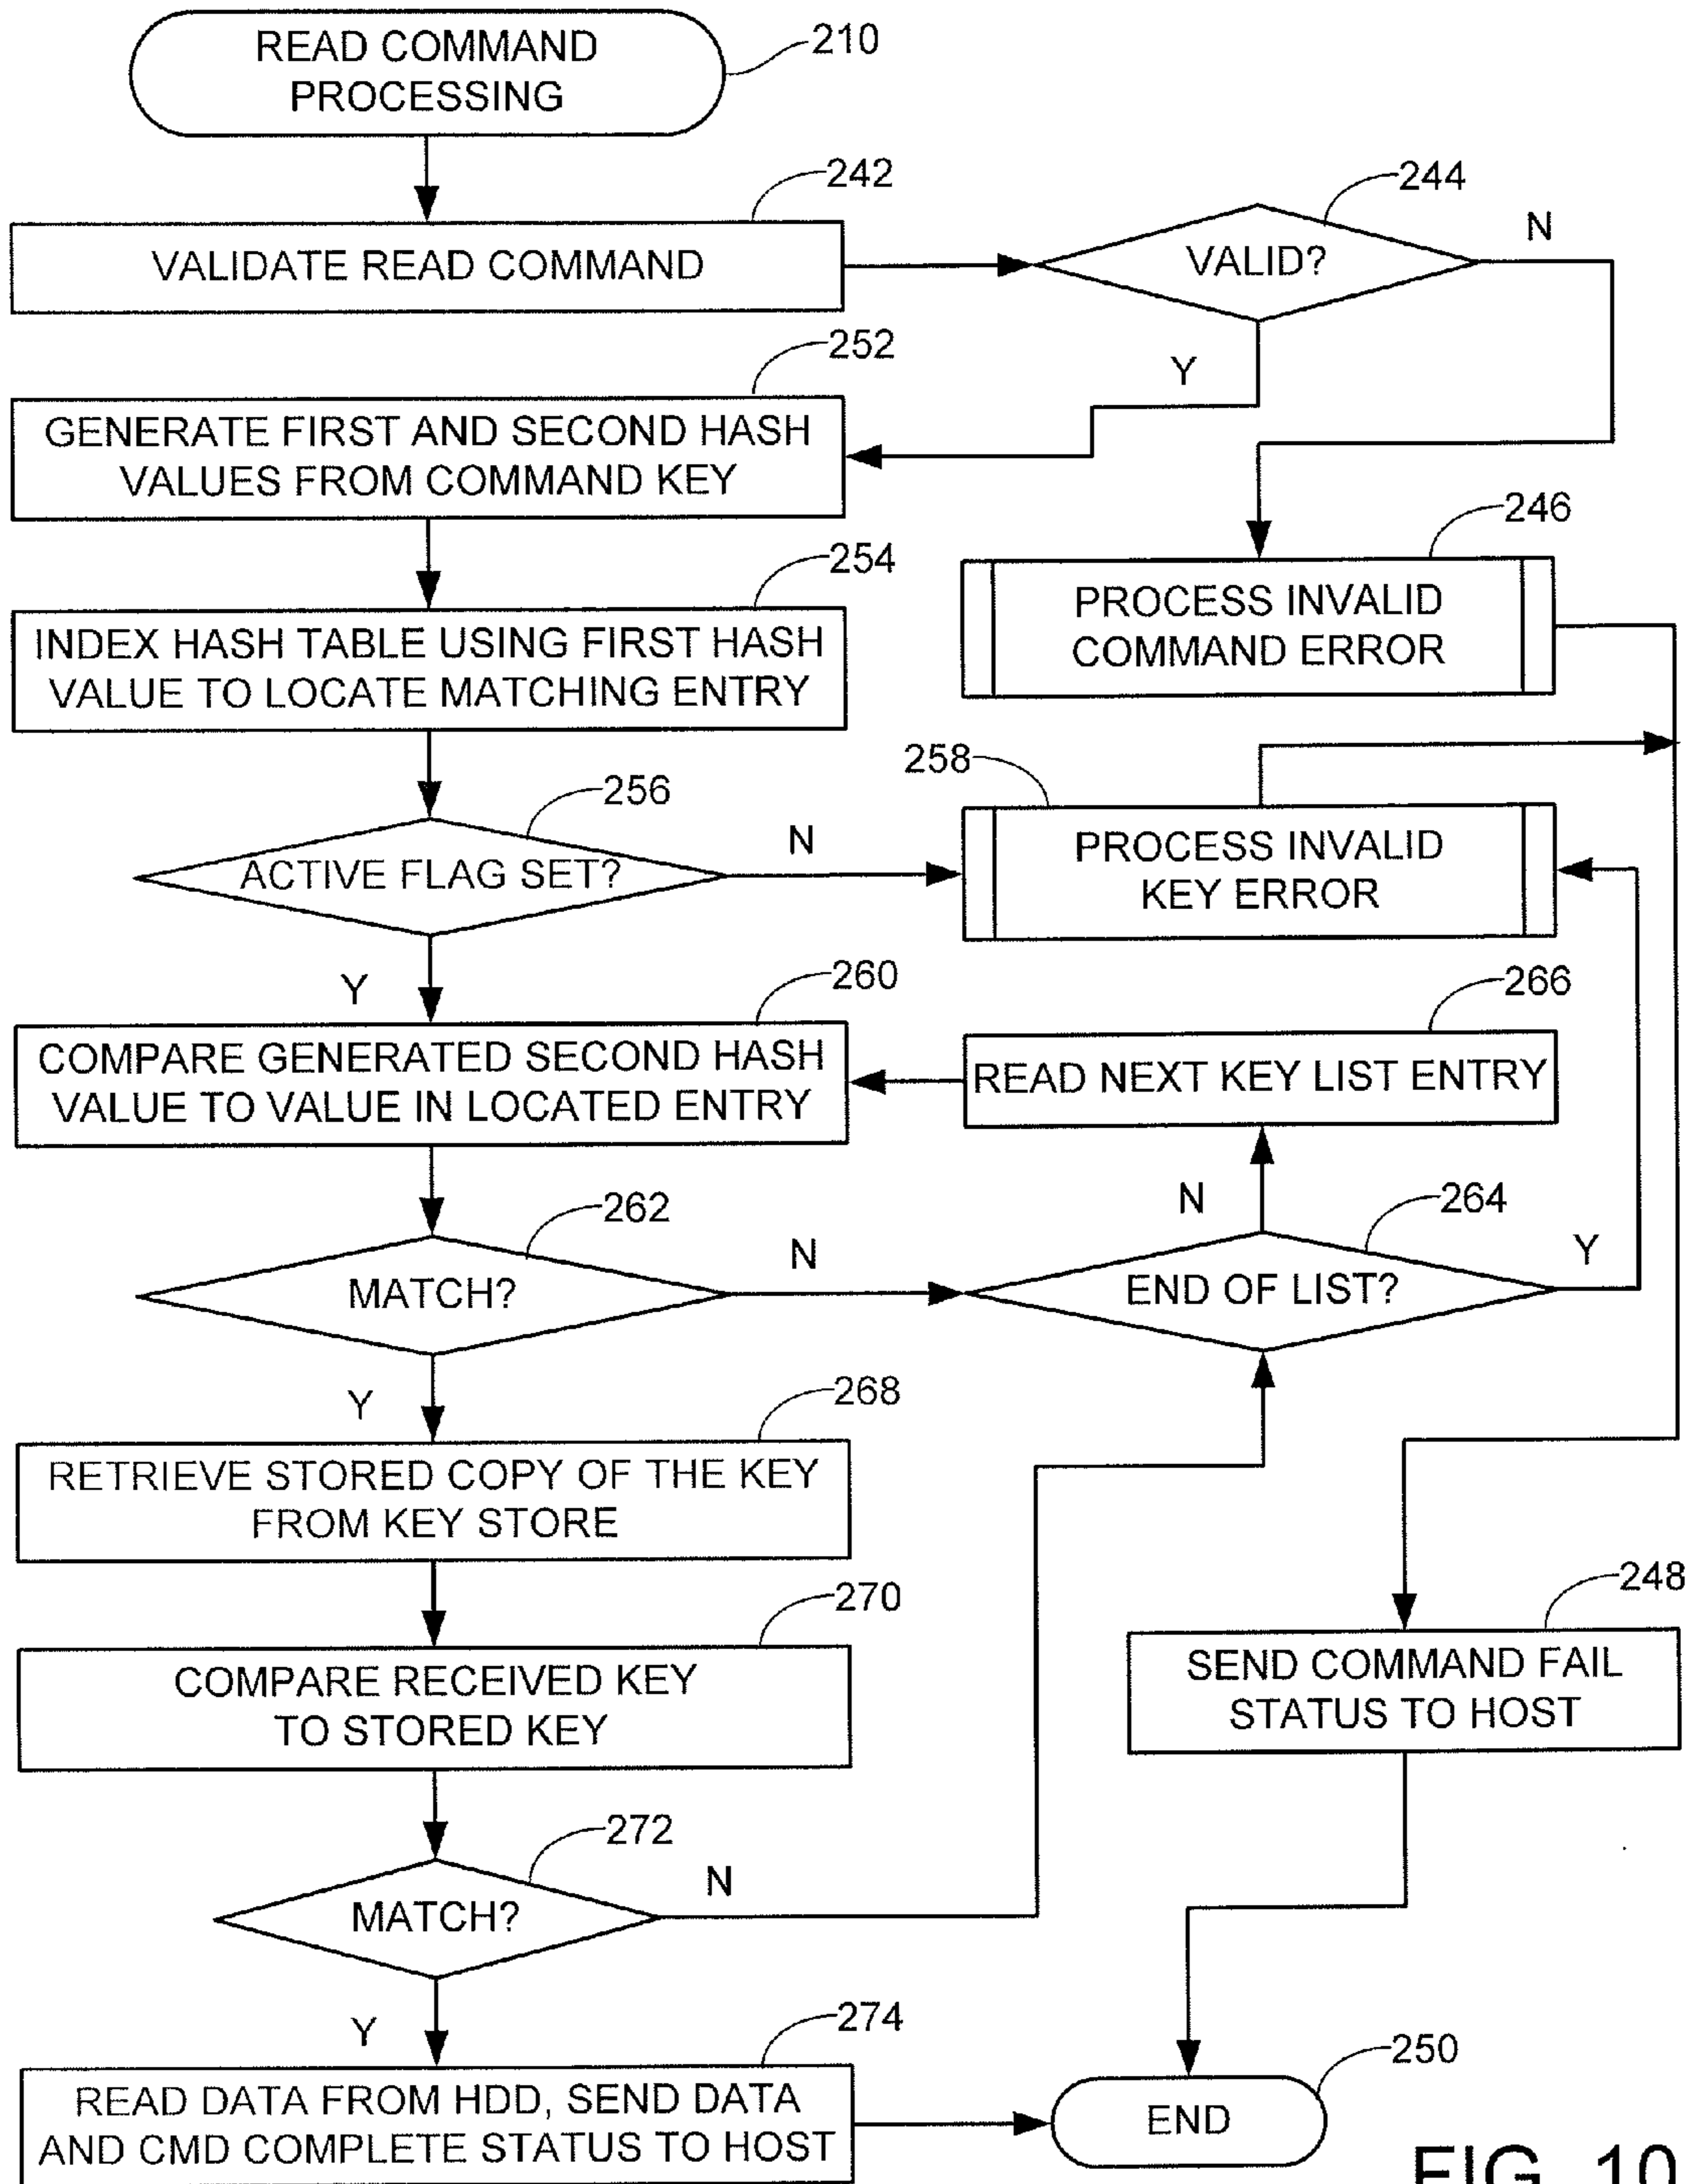 READ COMMAND
PROCESSING
210
242
VALIDATE READ COMMAND
244
VALID?
N
Y
252
GENERATE FIRST AND SECOND HASH
VALUES FROM COMMAND KEY
246
PROCESS INVALID
COMMAND ERROR
254
INDEX HASH TABLE USING FIRST HASH
VALUE TO LOCATE MATCHING ENTRY
256
ACTIVE FLAG SET?
N
Y
258
PROCESS INVALID
KEY ERROR
260
COMPARE GENERATED SECOND HASH
VALUE TO VALUE IN LOCATED ENTRY
266
READ NEXT KEY LIST ENTRY
262
MATCH?
N
Y
264
END OF LIST?
N
Y
268
RETRIEVE STORED COPY OF THE KEY
FROM KEY STORE
270
COMPARE RECEIVED KEY
TO STORED KEY
248
SEND COMMAND FAIL
STATUS TO HOST
272
MATCH?
N
Y
274
READ DATA FROM HDD, SEND DATA
AND CMD COMPLETE STATUS TO HOST
250
END
FIG. 10